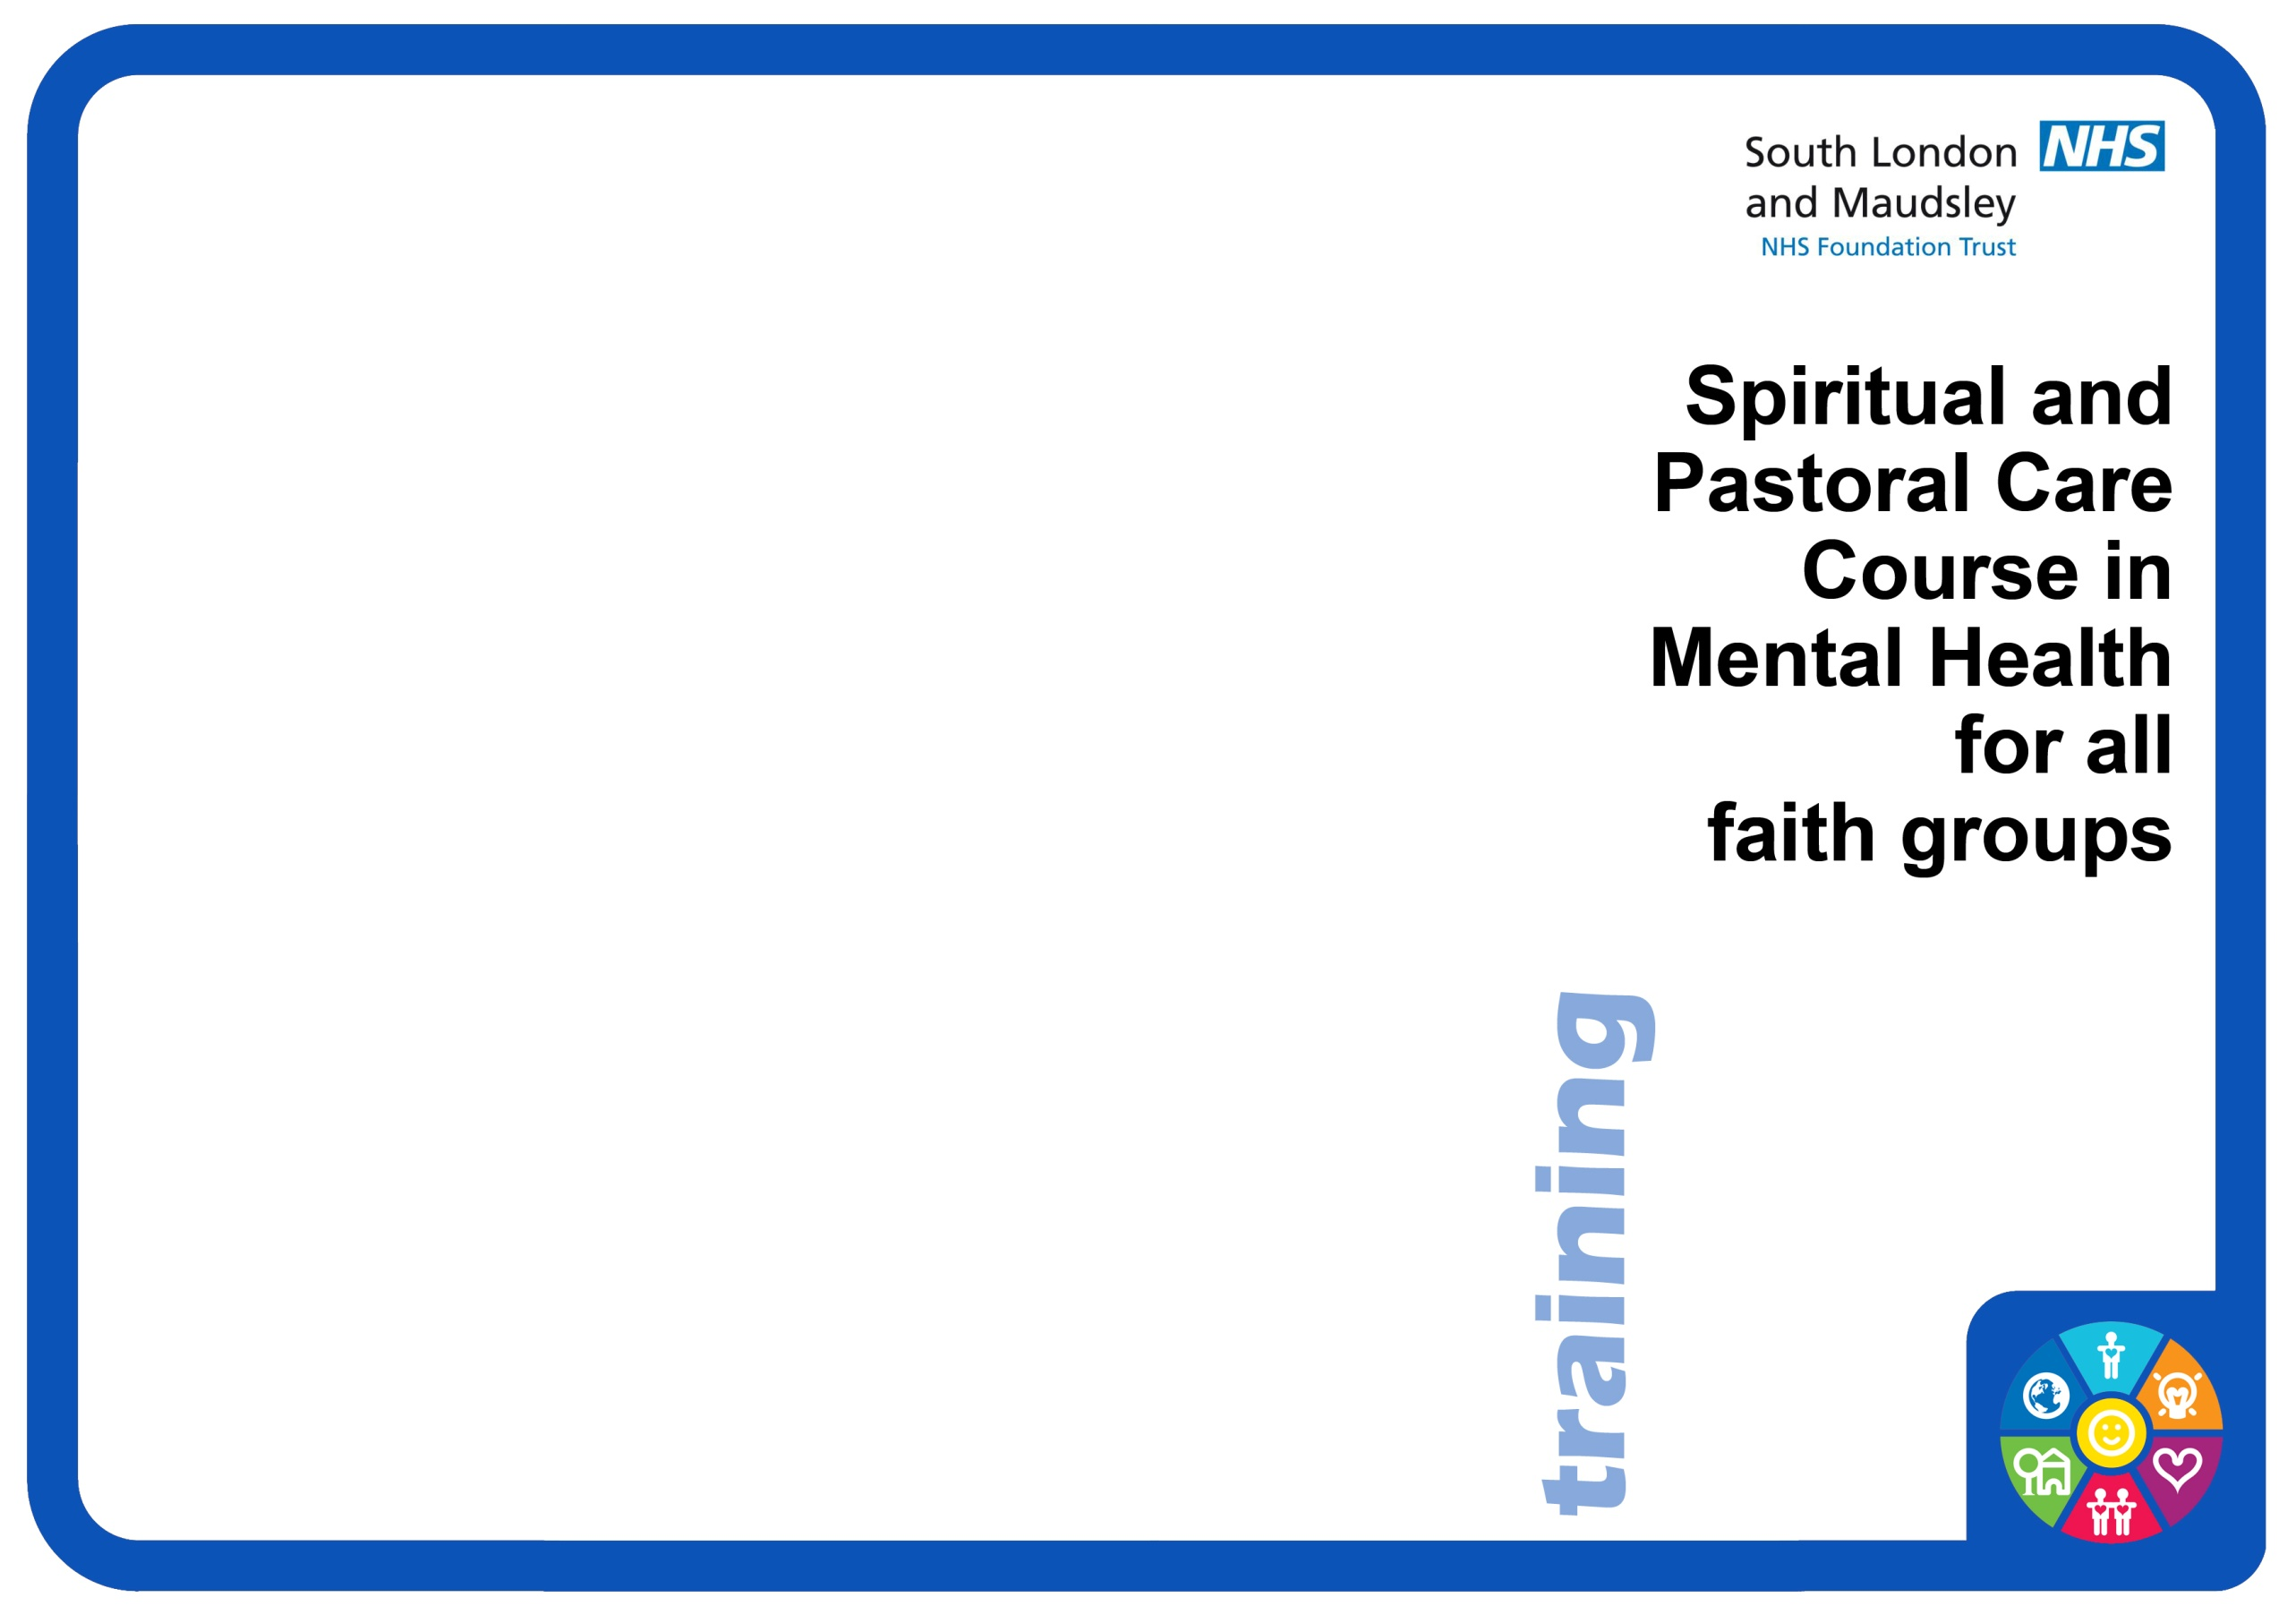 South London
and Maudsley
NHS Foundation Trust
NHS
Spiritual and
Pastoral Care
Course in
Mental Health
for all
faith groups
training